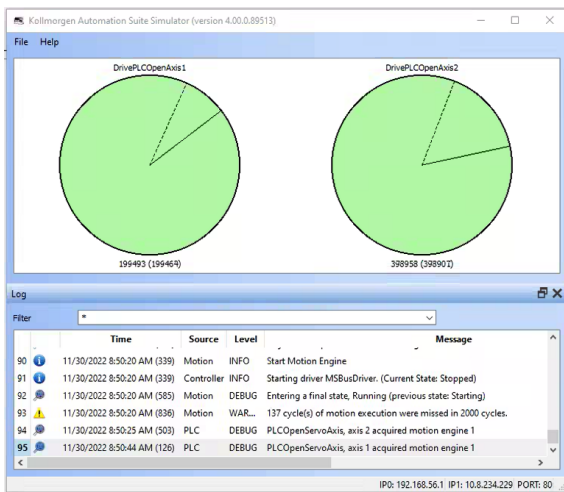 Kollmorgen Automation Suite Simulator (version 4.00.0.89513)
File Help
DrivePLCOpenAxis1 DrivePLCOpenAxis2
199493 (199464) 398958 (398907)
Log
Filter *
Time Source Level Message
90 11/30/2022 8:50:20 AM (339) Motion INFO Start Motion Engine
91 11/30/2022 8:50:20 AM (339) Controller INFO Starting driver MSBusDriver. (Current State: Stopped)
92 11/30/2022 8:50:20 AM (585) Motion DEBUG Entering a final state, Running (previous state: Starting)
93 11/30/2022 8:50:20 AM (836) Motion WAR... 137 cycle(s) of motion execution were missed in 2000 cycles.
94 11/30/2022 8:50:25 AM (503) PLC DEBUG PLCOpenServoAxis, axis 2 acquired motion engine 1
95 11/30/2022 8:50:44 AM (126) PLC DEBUG PLCOpenServoAxis, axis 1 acquired motion engine 1
IP0: 192.168.56.1 IP1: 10.8.234.229 PORT: 80